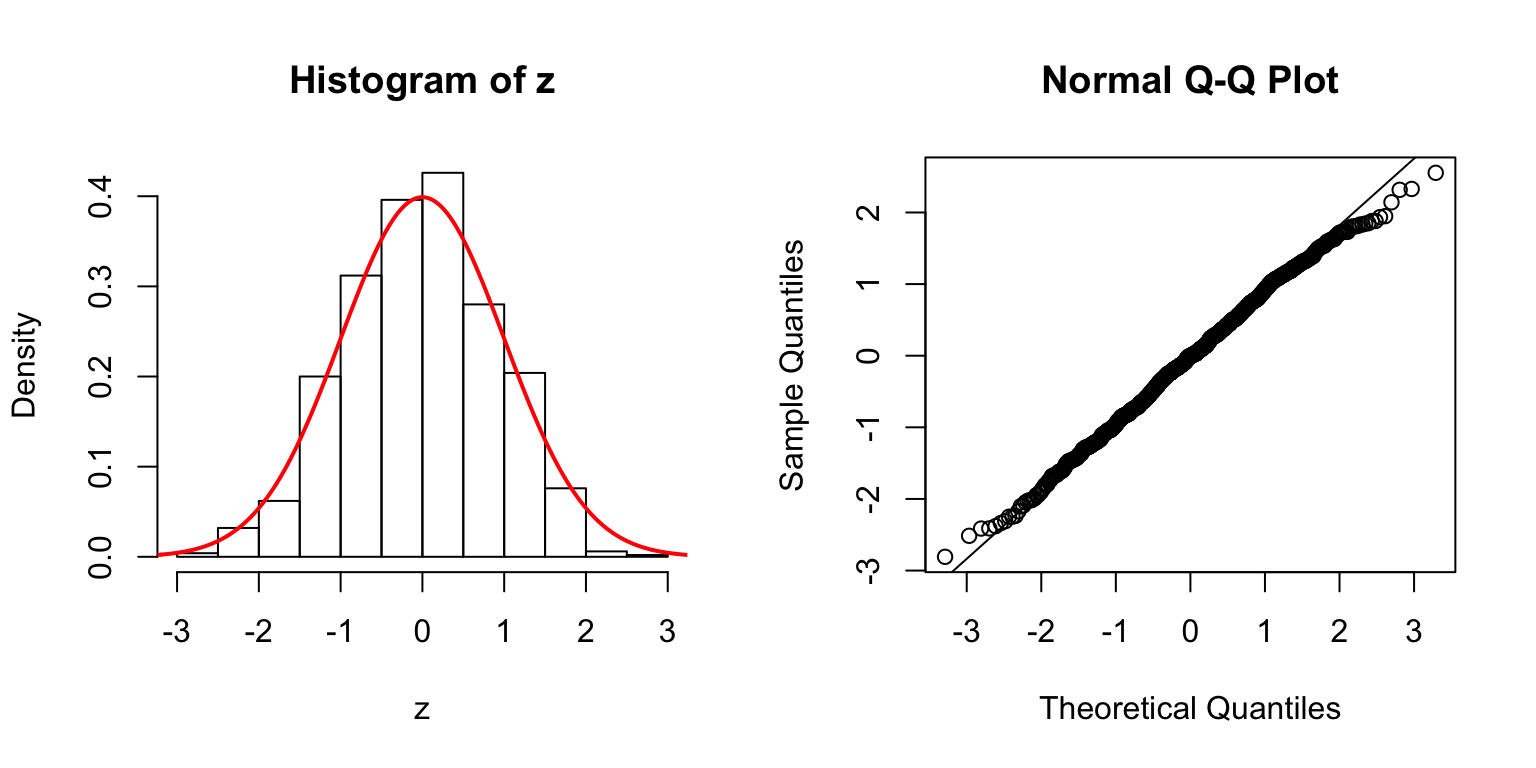 Histogram of z
Density
0.0 0.1 0.2 0.3 0.4
-3 -2 -1 0 1 2 3
z
Normal Q-Q Plot
Sample Quantiles
-3 -2 -1 0 1 2
-3 -2 -1 0 1 2 3
Theoretical Quantiles